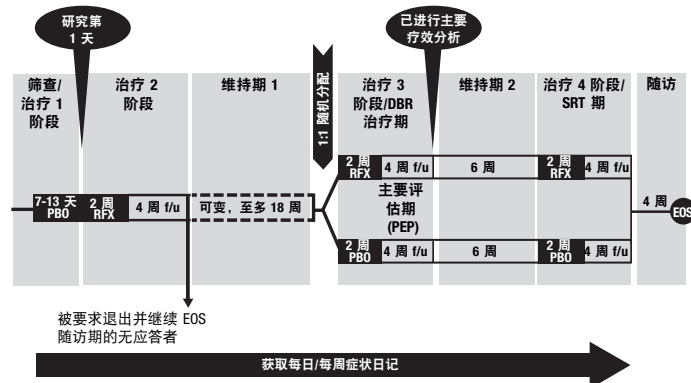 研究第
1 天
已进行主要
疗效分析
筛查/
治疗 1
阶段
治疗 2
阶段
维持期 1
1:1 随机分配
治疗 3
阶段/DBR
治疗期
维持期 2
治疗 4 阶段/
SRT 期
随访
2 周
RFX
4 周 f/u
6 周
2 周
RFX
4 周 f/u
7-13 天
PBO
2 周
RFX
4 周 f/u
可变，至多 18 周
主要评
估期
(PEP)
4 周
EOS
2 周
PBO
4 周 f/u
6 周
2 周
PBO
4 周 f/u
被要求退出并继续 EOS
随访期的无应答者
获取每日/每周症状日记